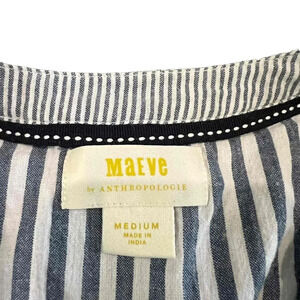 maeve
by ANTHROPOLOGIE
MEDIUM
MADE IN
INDIA